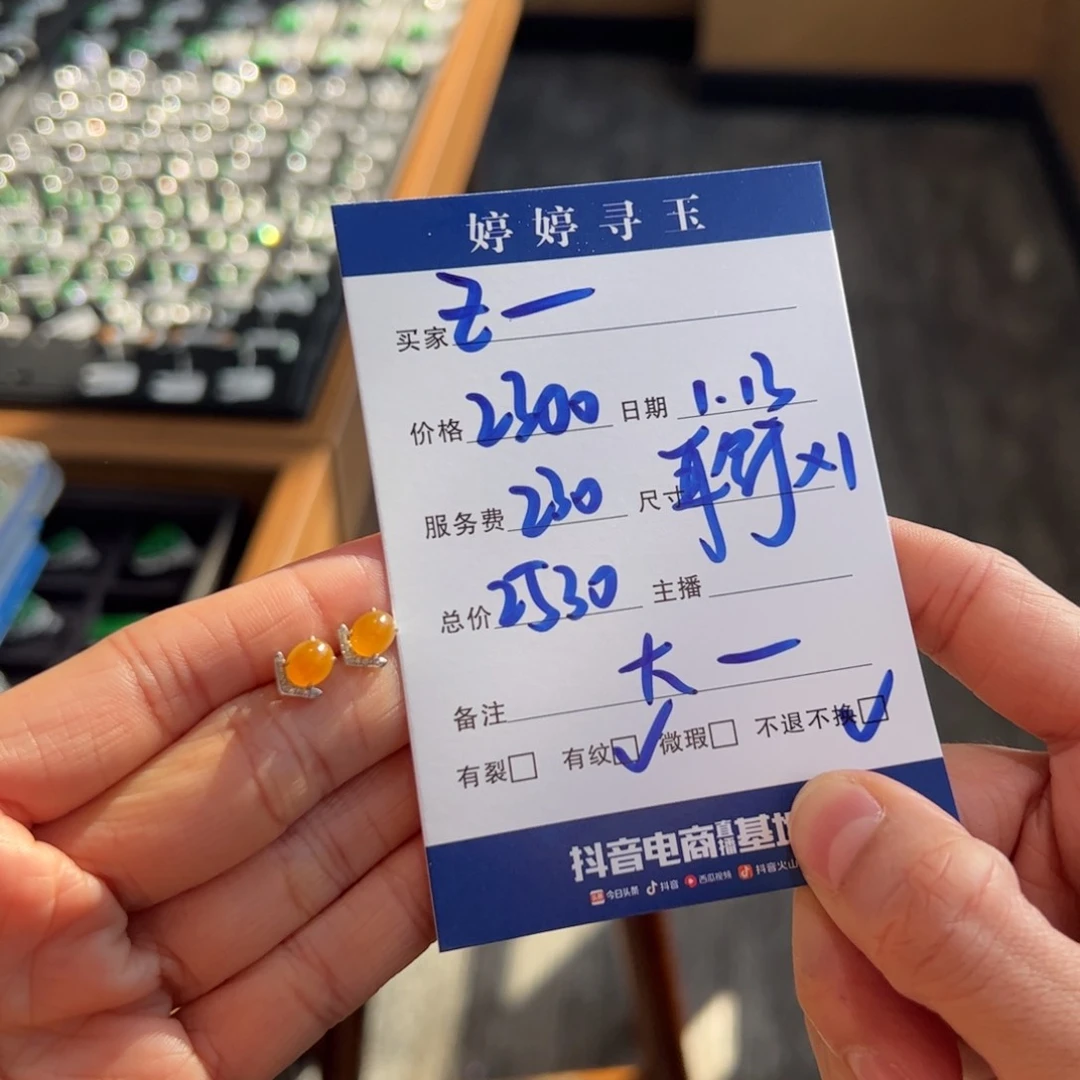 婷婷寻玉
买家 一
价格 2300 日期 1.13
服务费 230 尺寸 耳钉x1
总价 2530 主播
大一
备注
有裂□ 有纹☑ 微瑕□ 不退不换☑
抖音电商直播基地
今日头条 抖音 西瓜视频 抖音火山